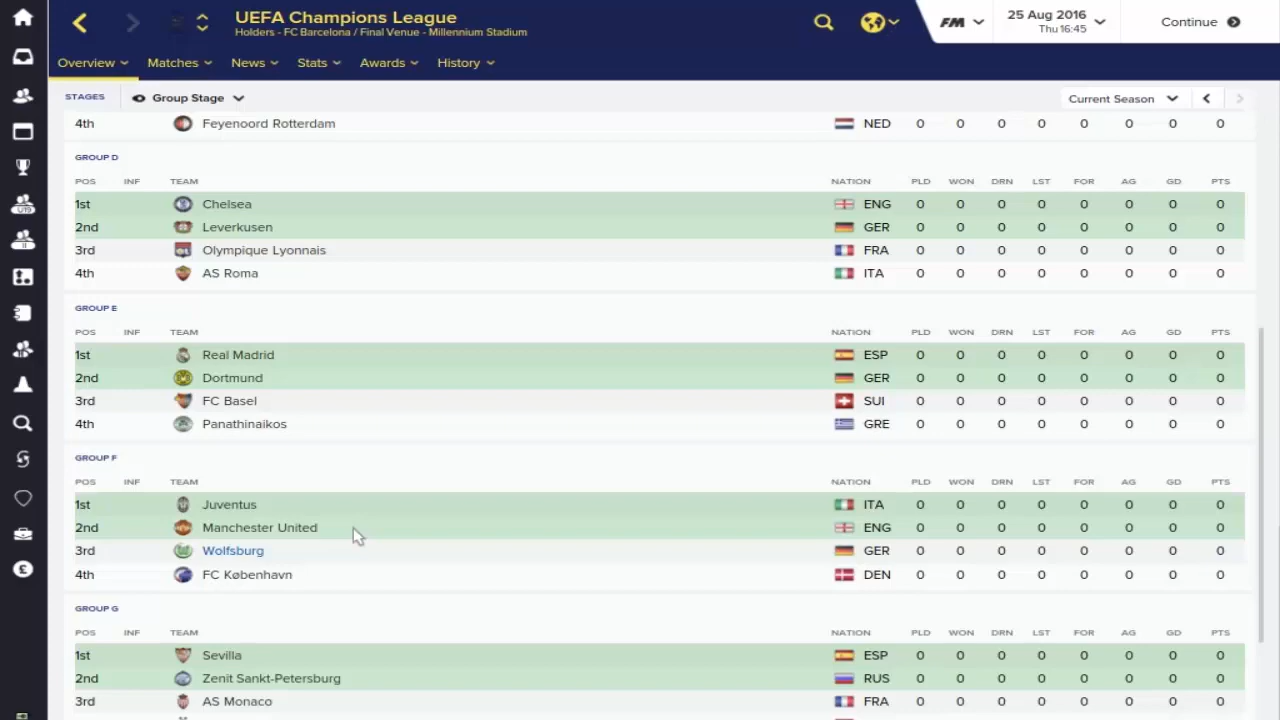 UEFA Champions League
Holders - FC Barcelona / Final Venue - Millennium Stadium
FM
25 Aug 2016
Thu 16:45
Continue
Overview Matches News Stats Awards History
STAGES Group Stage Current Season
4th Feyenoord Rotterdam NED 0 0 0 0 0 0 0 0
GROUP D
POS INF TEAM NATION PLD WON DRN LST FOR AG GD PTS
1st Chelsea ENG 0 0 0 0 0 0 0 0
2nd Leverkusen GER 0 0 0 0 0 0 0 0
3rd Olympique Lyonnais FRA 0 0 0 0 0 0 0 0
4th AS Roma ITA 0 0 0 0 0 0 0 0
GROUP E
POS INF TEAM NATION PLD WON DRN LST FOR AG GD PTS
1st Real Madrid ESP 0 0 0 0 0 0 0 0
2nd Dortmund GER 0 0 0 0 0 0 0 0
3rd FC Basel SUI 0 0 0 0 0 0 0 0
4th Panathinaikos GRE 0 0 0 0 0 0 0 0
GROUP F
POS INF TEAM NATION PLD WON DRN LST FOR AG GD PTS
1st Juventus ITA 0 0 0 0 0 0 0 0
2nd Manchester United ENG 0 0 0 0 0 0 0 0
3rd Wolfsburg GER 0 0 0 0 0 0 0 0
4th FC København DEN 0 0 0 0 0 0 0 0
GROUP G
POS INF TEAM NATION PLD WON DRN LST FOR AG GD PTS
1st Sevilla ESP 0 0 0 0 0 0 0 0
2nd Zenit Sankt-Petersburg RUS 0 0 0 0 0 0 0 0
3rd AS Monaco FRA 0 0 0 0 0 0 0 0